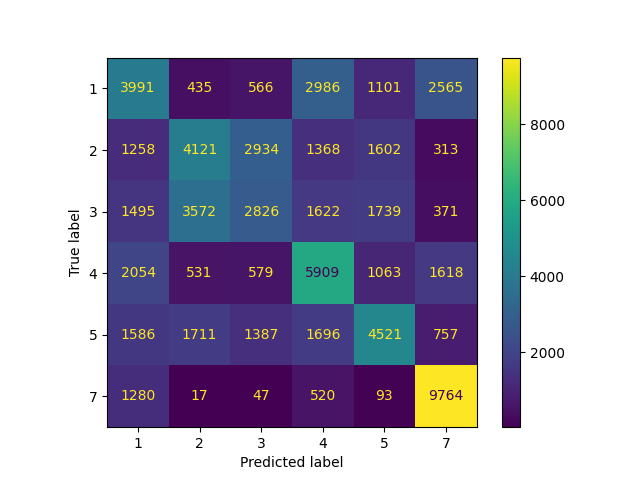 1 3991 435 566 2986 1101 2565
2 1258 4121 2934 1368 1602 313
3 1495 3572 2826 1622 1739 371
4 2054 531 579 5909 1063 1618
5 1586 1711 1387 1696 4521 757
7 1280 17 47 520 93 9764
1 2 3 4 5 7
Predicted label
True label
8000
6000
4000
2000